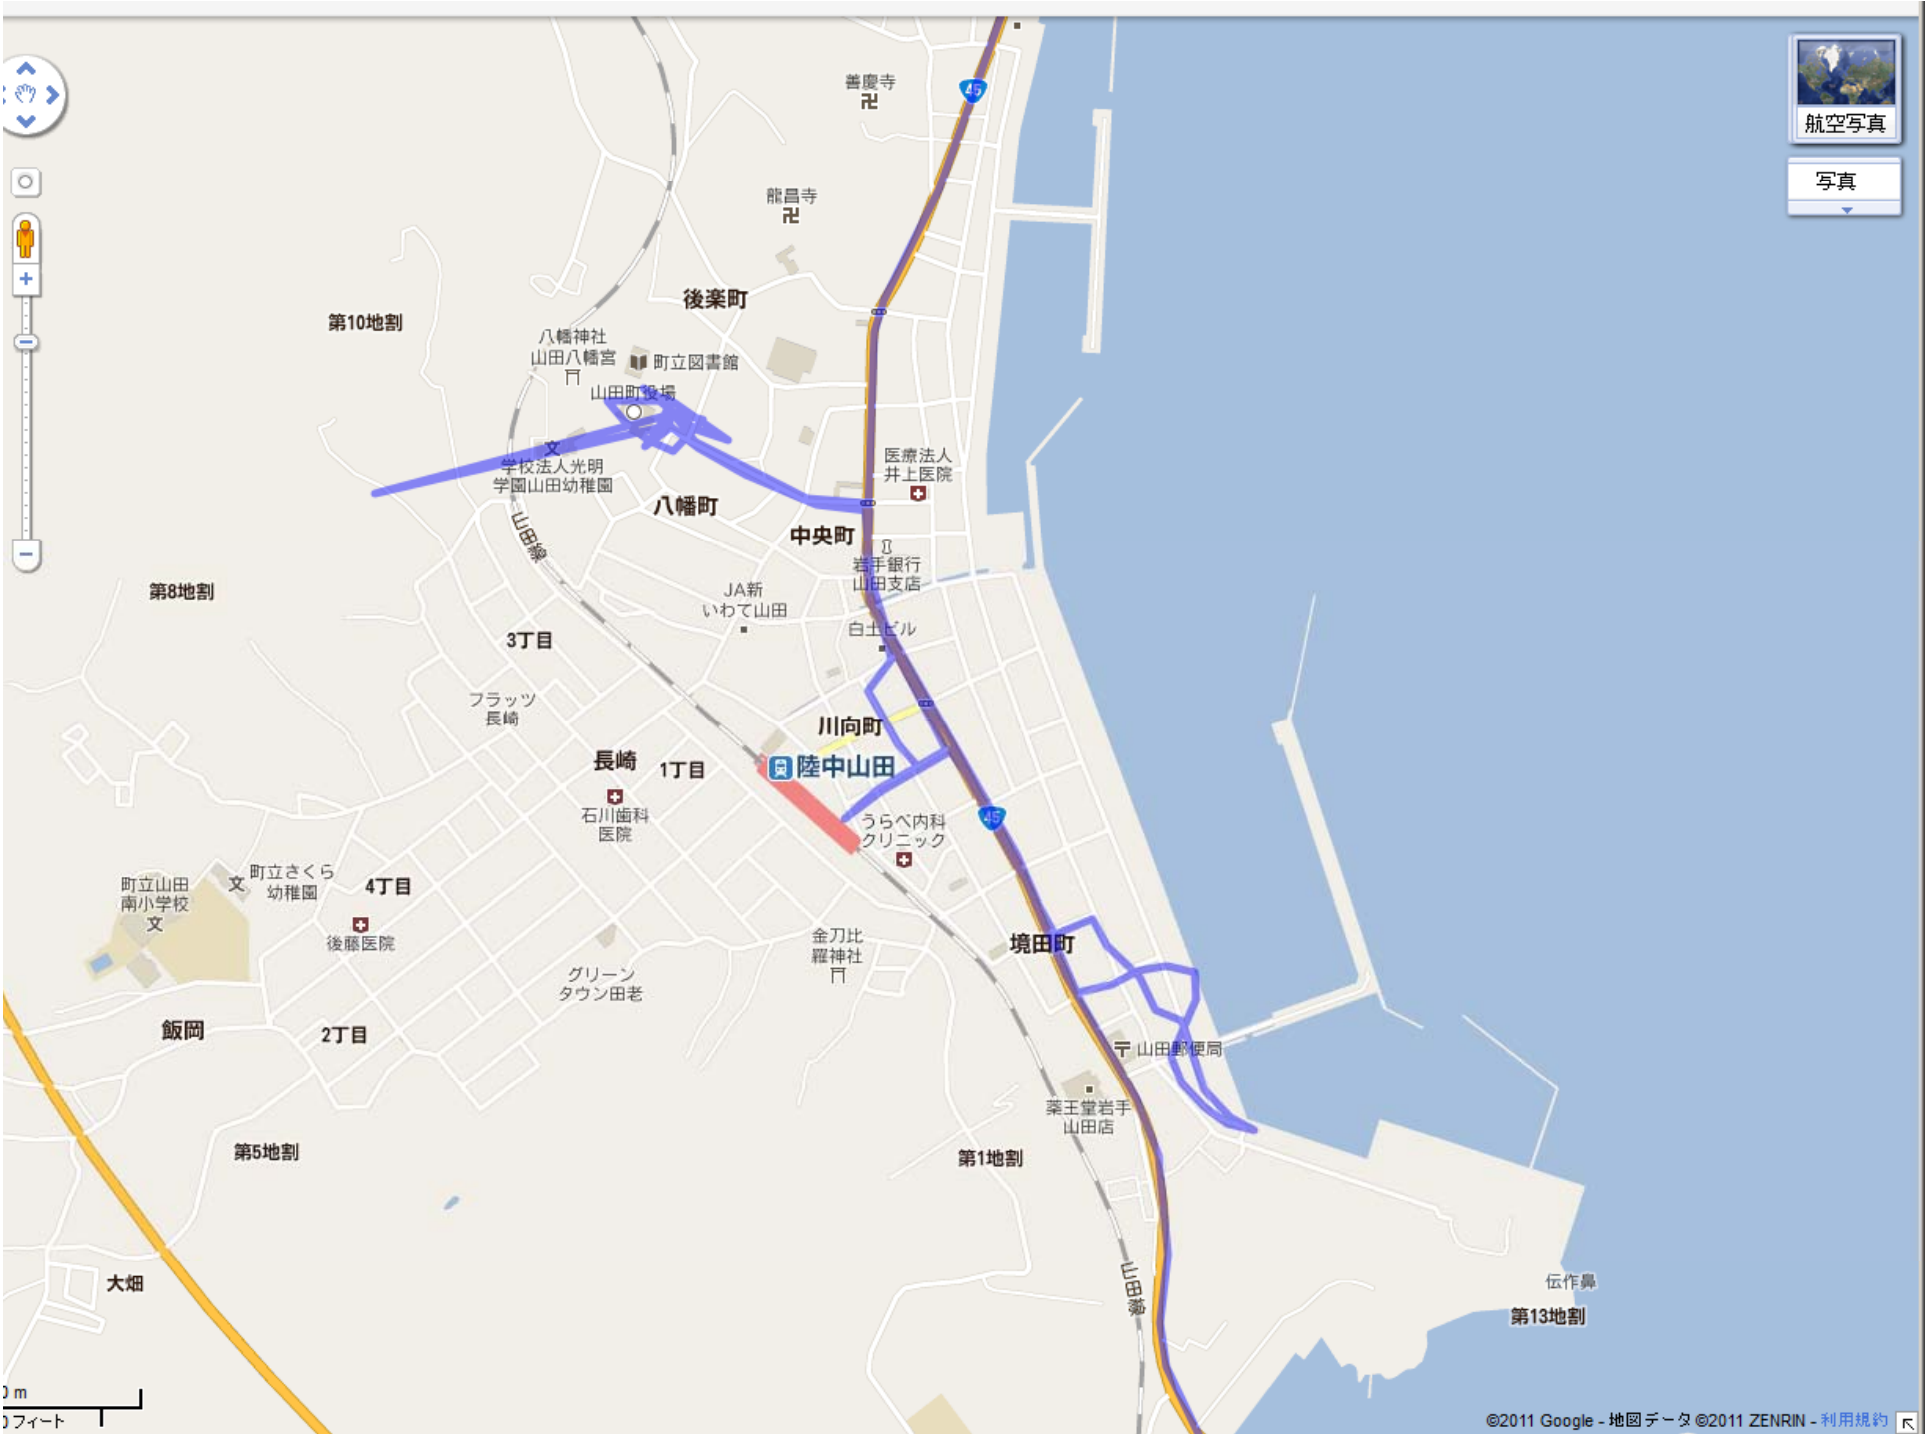 善慶寺
45
航空写真
写真
龍昌寺
後楽町
第10地割
八幡神社
山田八幡宮
町立図書館
山田町役場
文
学校法人光明
学園山田幼稚園
医療法人
井上医院
八幡町
中央町
山田線
岩手銀行
山田支店
第8地割
JA新
いわて山田
白土ビル
3丁目
フラッツ
長崎
川向町
長崎
1丁目
陸中山田
石川歯科
医院
うらべ内科
クリニック
45
町立さくら
幼稚園
文
町立山田
南小学校
文
4丁目
後藤医院
金刀比
羅神社
境田町
グリーン
タウン田老
飯岡
2丁目
山田郵便局
薬王堂岩手
山田店
第5地割
第1地割
山田線
大畑
伝作鼻
第13地割
0 m
0 フィート
©2011 Google - 地図データ ©2011 ZENRIN - 利用規約